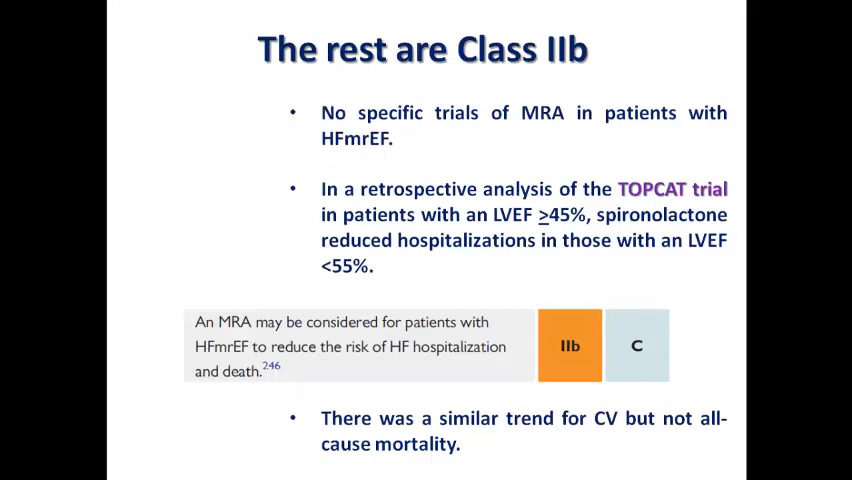 The rest are Class IIb
• No specific trials of MRA in patients with
HFmrEF.
• In a retrospective analysis of the TOPCAT trial
in patients with an LVEF >45%, spironolactone
reduced hospitalizations in those with an LVEF
<55%.
An MRA may be considered for patients with
HFmrEF to reduce the risk of HF hospitalization
and death.246
IIb
C
• There was a similar trend for CV but not all-
cause mortality.